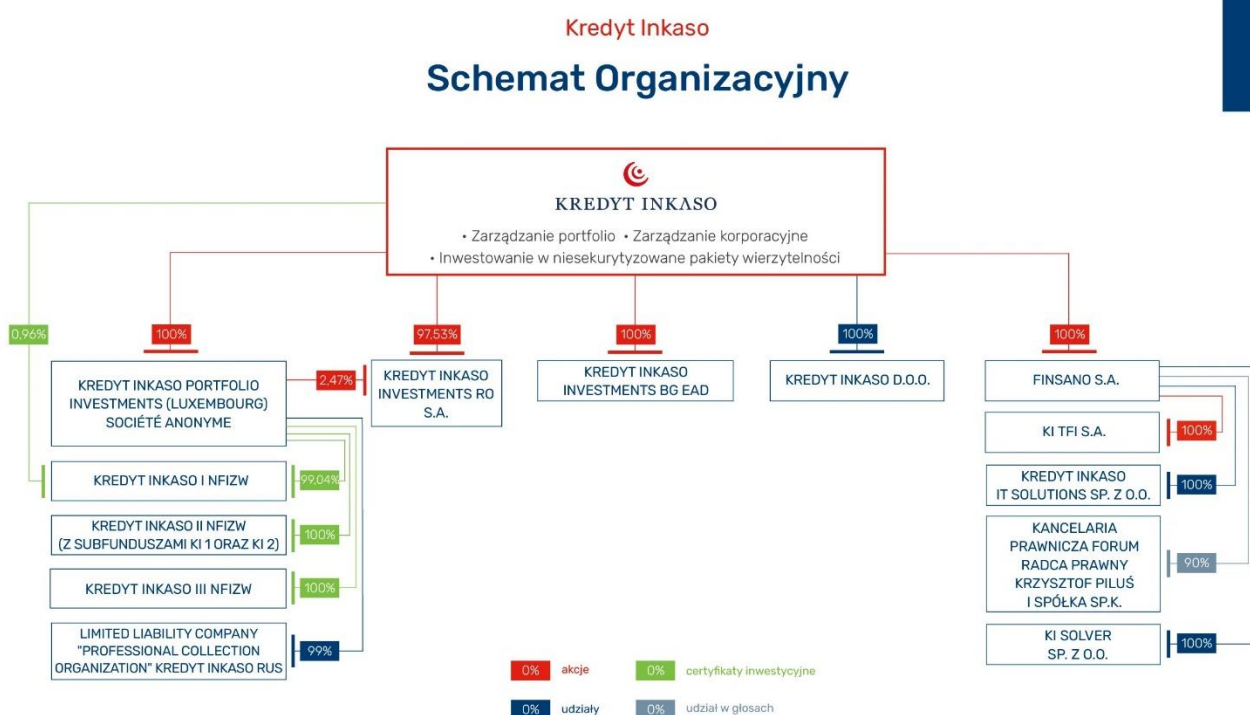 Kredyt Inkaso
Schemat Organizacyjny
KREDYT INKASO
• Zarządzanie portfolio • Zarządzanie korporacyjne
• Inwestowanie w niesekurytyzowane pakiety wierzytelności
0,96%
100%
97,53%
100%
100%
100%
KREDYT INKASO PORTFOLIO
INVESTMENTS (LUXEMBOURG)
SOCIÉTÉ ANONYME
2,47%
KREDYT INKASO
INVESTMENTS RO
S.A.
KREDYT INKASO
INVESTMENTS BG EAD
KREDYT INKASO D.O.O.
FINSANO S.A.
KI TFI S.A.
100%
KREDYT INKASO I NFIZW
99,04%
KREDYT INKASO
IT SOLUTIONS SP. Z O.O.
100%
KREDYT INKASO II NFIZW
(Z SUBFUNDUSZAMI KI 1 ORAZ KI 2)
100%
KANCELARIA
PRAWNICZA FORUM
RADCA PRAWNY
KRZYSZTOF PILUŚ
I SPÓŁKA SP.K.
90%
KREDYT INKASO III NFIZW
100%
LIMITED LIABILITY COMPANY
"PROFESSIONAL COLLECTION
ORGANIZATION" KREDYT INKASO RUS
99%
KI SOLVER
SP. Z O.O.
100%
0% akcje
0% certyfikaty inwestycyjne
0% udziały
0% udział w głosach